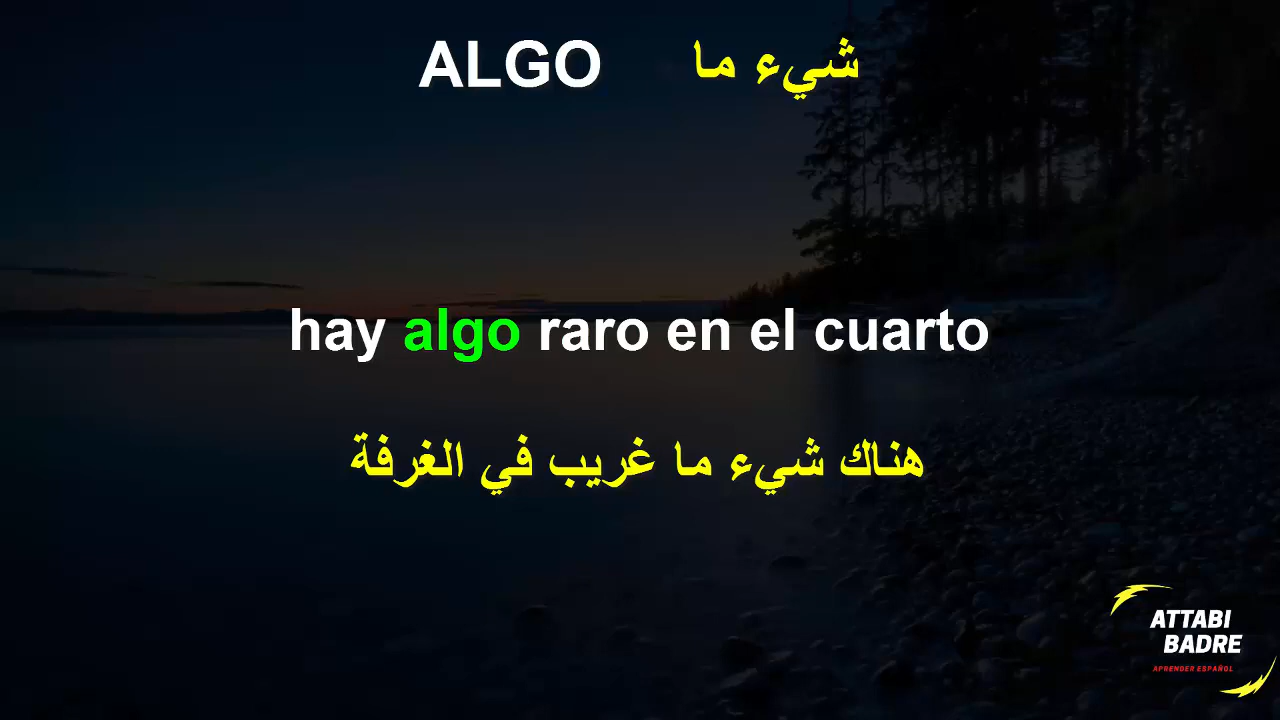 ALGO شيء ما
hay algo raro en el cuarto
هناك شيء ما غريب في الغرفة
ATTABI
BADRE
APRENDER ESPAÑOL